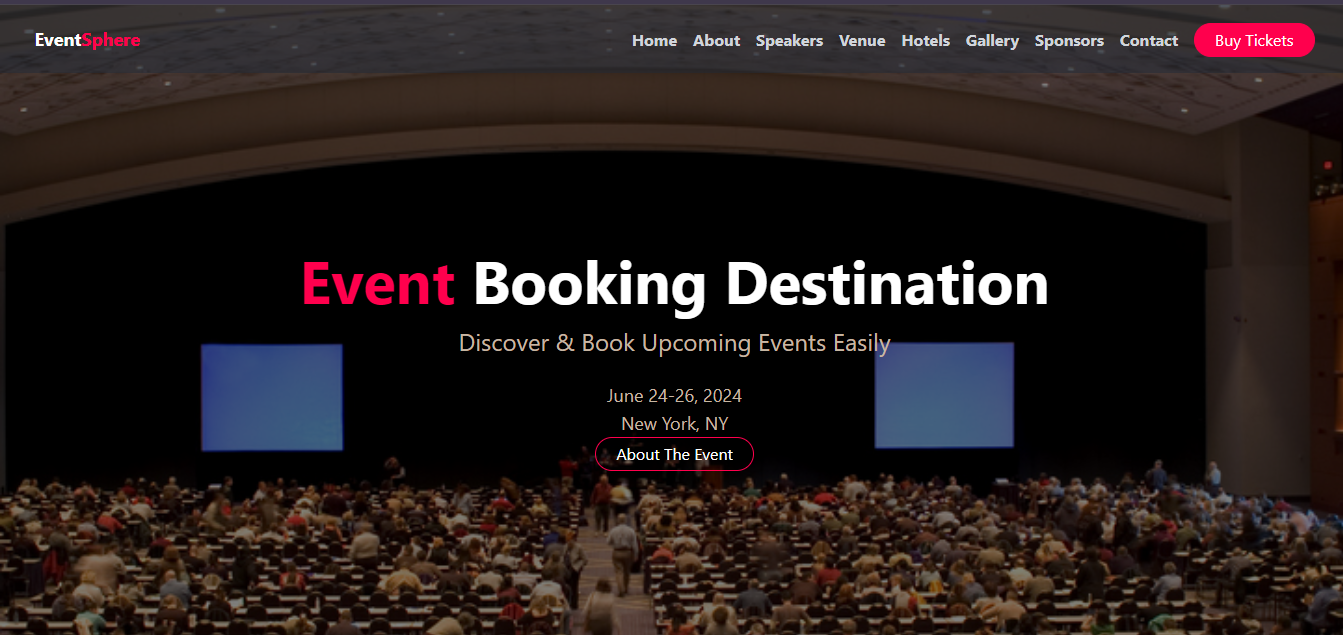 EventSphere
Home About Speakers Venue Hotels Gallery Sponsors Contact Buy Tickets
Event Booking Destination
Discover & Book Upcoming Events Easily
June 24-26, 2024
New York, NY
About The Event